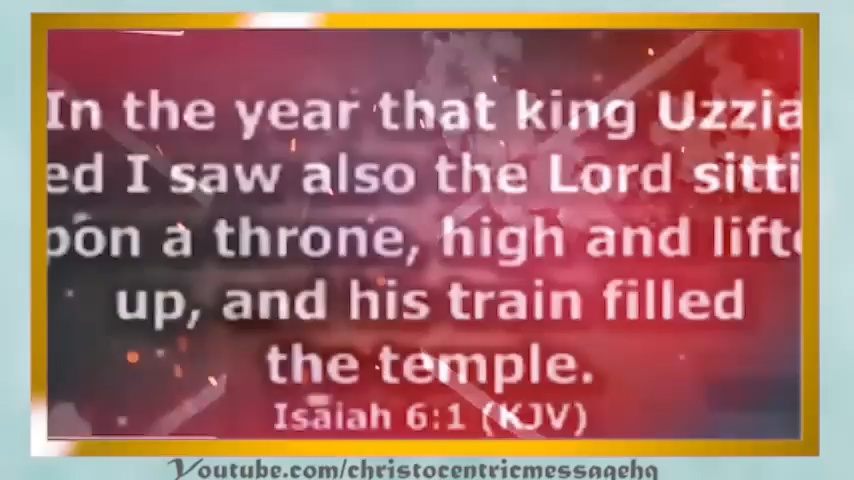 In the year that king Uzzia
ed I saw also the Lord sitti
pon a throne, high and lifte
up, and his train filled
the temple.
Isaiah 6:1 (KJV)
Youtube.com/christocentricmessagehq